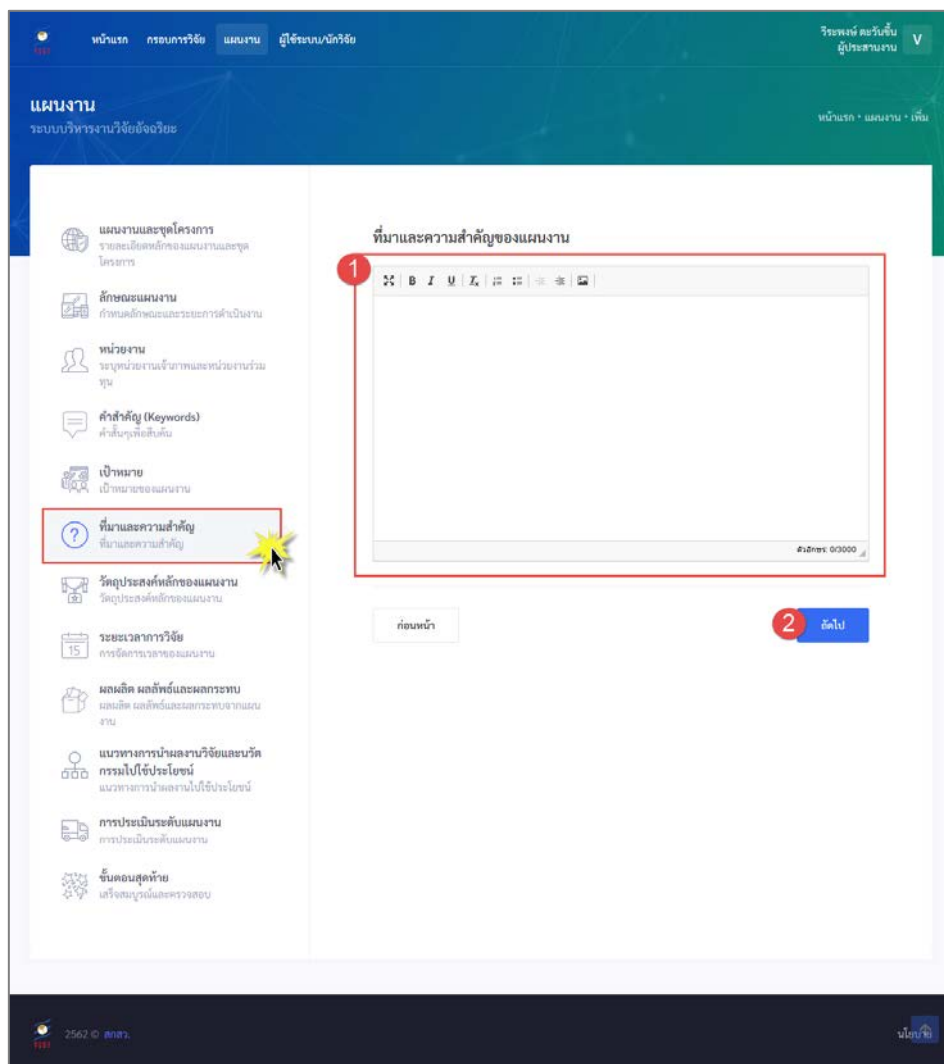 หน้าแรก กรอบการวิจัย แผนงาน ผู้ใช้ระบบ/นักวิจัย
วีระพงษ์ ตะวันขึ้น
ผู้ประสานงาน
V
แผนงาน
ระบบบริหารงานวิจัยอัจฉริยะ
หน้าแรก • แผนงาน • เพิ่ม
แผนงานและชุดโครงการ
รายละเอียดหลักของแผนงานและชุด
โครงการ
ลักษณะแผนงาน
กำหนดลักษณะและระยะการดำเนินงาน
หน่วยงาน
ระบุหน่วยงานเจ้าภาพและหน่วยงานร่วม
ทุน
คำสำคัญ (Keywords)
คำสั้นๆเพื่อสืบค้น
เป้าหมาย
เป้าหมายของแผนงาน
ที่มาและความสำคัญ
ที่มาและความสำคัญ
วัตถุประสงค์หลักของแผนงาน
วัตถุประสงค์หลักของแผนงาน
15
ระยะเวลาการวิจัย
การจัดการเวลาของแผนงาน
ผลผลิต ผลลัพธ์และผลกระทบ
ผลผลิต ผลลัพธ์และผลกระทบจากแผน
งาน
แนวทางการนำผลงานวิจัยและนวัต
กรรมไปใช้ประโยชน์
แนวทางการนำผลงานไปใช้ประโยชน์
การประเมินระดับแผนงาน
การประเมินระดับแผนงาน
ขั้นตอนสุดท้าย
เสร็จสมบูรณ์และตรวจสอบ
ที่มาและความสำคัญของแผนงาน
1
B I U
ตัวอักษร: 0/3000
ก่อนหน้า
2
ถัดไป
2562 © สกสว.